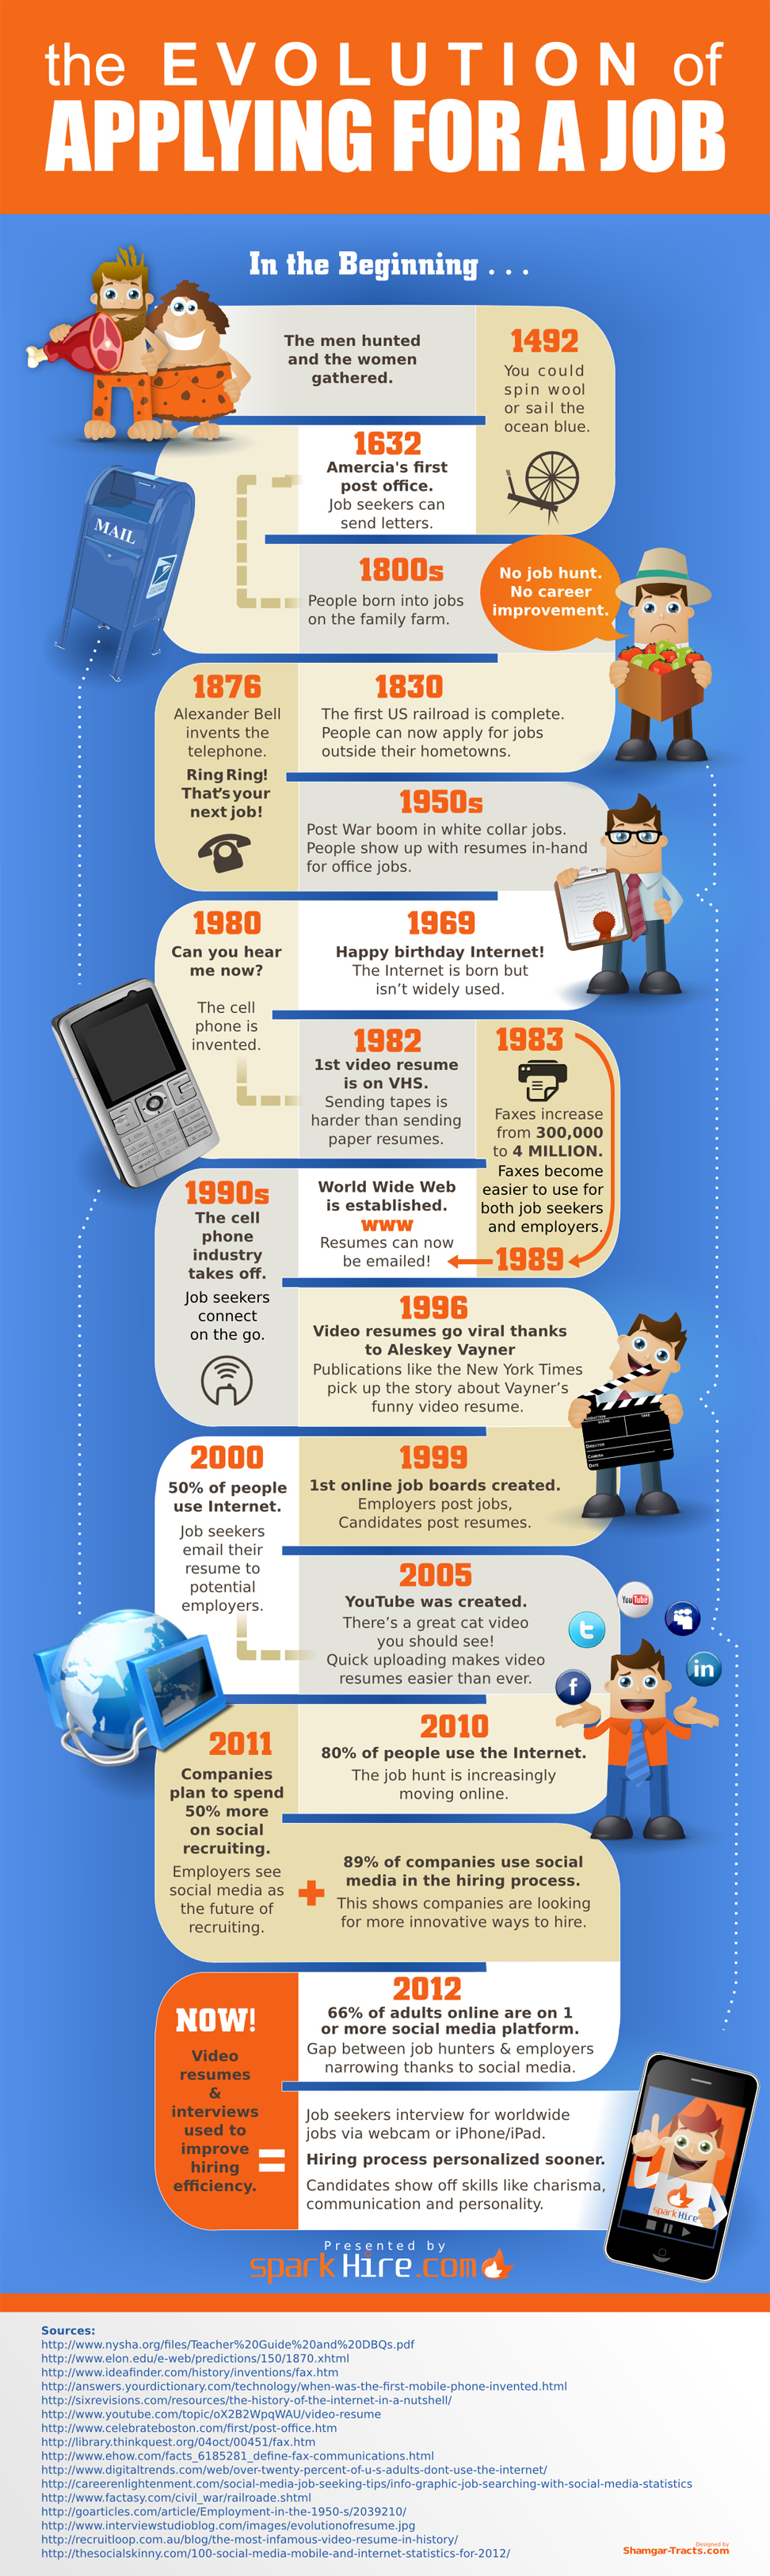 the EVOLUTION of
APPLYING FOR A JOB
In the Beginning . . .
The men hunted
and the women
gathered.
1492
You could
spin wool
or sail the
ocean blue.
1632
Amercia's first
post office.
Job seekers can
send letters.
MAIL
1800s
People born into jobs
on the family farm.
No job hunt.
No career
improvement.
1876
Alexander Bell
invents the
telephone.
Ring Ring!
That's your
next job!
1830
The first US railroad is complete.
People can now apply for jobs
outside their hometowns.
1950s
Post War boom in white collar jobs.
People show up with resumes in-hand
for office jobs.
1980
Can you hear
me now?
The cell
phone is
invented.
1969
Happy birthday Internet!
The Internet is born but
isn't widely used.
1982
1st video resume
is on VHS.
Sending tapes is
harder than sending
paper resumes.
1983
Faxes increase
from 300,000
to 4 MILLION.
Faxes become
easier to use for
both job seekers
and employers.
1989
1990s
The cell
phone
industry
takes off.
Job seekers
connect
on the go.
World Wide Web
is established.
www
Resumes can now
be emailed!
1996
Video resumes go viral thanks
to Aleskey Vayner
Publications like the New York Times
pick up the story about Vayner's
funny video resume.
2000
50% of people
use Internet.
Job seekers
email their
resume to
potential
employers.
1999
1st online job boards created.
Employers post jobs,
Candidates post resumes.
2005
YouTube was created.
There's a great cat video
you should see!
Quick uploading makes video
resumes easier than ever.
YouTube
t
in
f
2011
Companies
plan to spend
50% more
on social
recruiting.
Employers see
social media as
the future of
recruiting.
2010
80% of people use the Internet.
The job hunt is increasingly
moving online.
89% of companies use social
media in the hiring process.
This shows companies are looking
for more innovative ways to hire.
NOW!
Video
resumes
&
interviews
used to
improve
hiring
efficiency.
2012
66% of adults online are on 1
or more social media platform.
Gap between job hunters & employers
narrowing thanks to social media.
Job seekers interview for worldwide
jobs via webcam or iPhone/iPad.
Hiring process personalized sooner.
Candidates show off skills like charisma,
communication and personality.
spark Hire
Presented by
spark Hire.com
Sources:
http://www.nysha.org/files/Teacher%20Guide%20and%20DBQs.pdf
http://www.elon.edu/e-web/predictions/150/1870.xhtml
http://www.ideafinder.com/history/inventions/fax.htm
http://answers.yourdictionary.com/technology/when-was-the-first-mobile-phone-invented.html
http://sixrevisions.com/resources/the-history-of-the-internet-in-a-nutshell/
http://www.youtube.com/topic/oX2B2WpqWAU/video-resume
http://www.celebrateboston.com/first/post-office.htm
http://library.thinkquest.org/04oct/00451/fax.htm
http://www.ehow.com/facts_6185281_define-fax-communications.html
http://www.digitaltrends.com/web/over-twenty-percent-of-u-s-adults-dont-use-the-internet/
http://careerenlightenment.com/social-media-job-seeking-tips/info-graphic-job-searching-with-social-media-statistics
http://www.factasy.com/civil_war/railroade.shtml
http://goarticles.com/article/Employment-in-the-1950-s/2039210/
http://www.interviewstudioblog.com/images/evolutionofresume.jpg
http://recruitloop.com.au/blog/the-most-infamous-video-resume-in-history/
http://thesocialskinny.com/100-social-media-mobile-and-internet-statistics-for-2012/
Designed by
Shamgar-Tracts.com